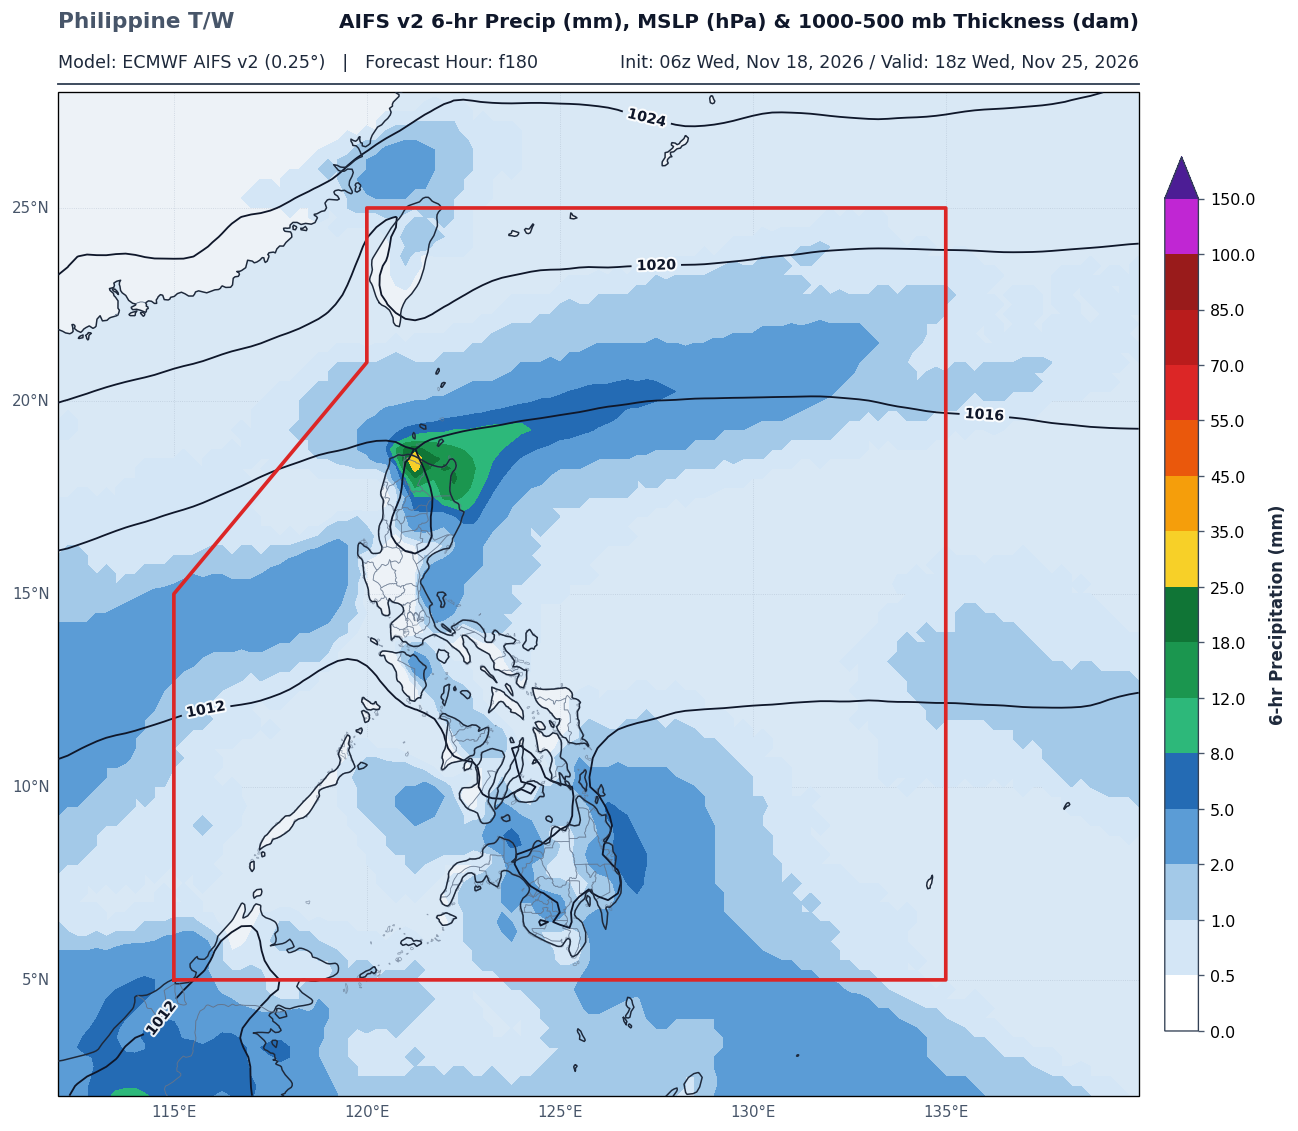 Philippine T/W
AIFS v2 6-hr Precip (mm), MSLP (hPa) & 1000-500 mb Thickness (dam)
Model: ECMWF AIFS v2 (0.25°) | Forecast Hour: f180
Init: 06z Wed, Nov 18, 2026 / Valid: 18z Wed, Nov 25, 2026
1024
1020
1016
1012
1012
25°N
20°N
15°N
10°N
5°N
115°E
120°E
125°E
130°E
135°E
150.0
100.0
85.0
70.0
55.0
45.0
35.0
25.0
18.0
12.0
8.0
5.0
2.0
1.0
0.5
0.0
6-hr Precipitation (mm)